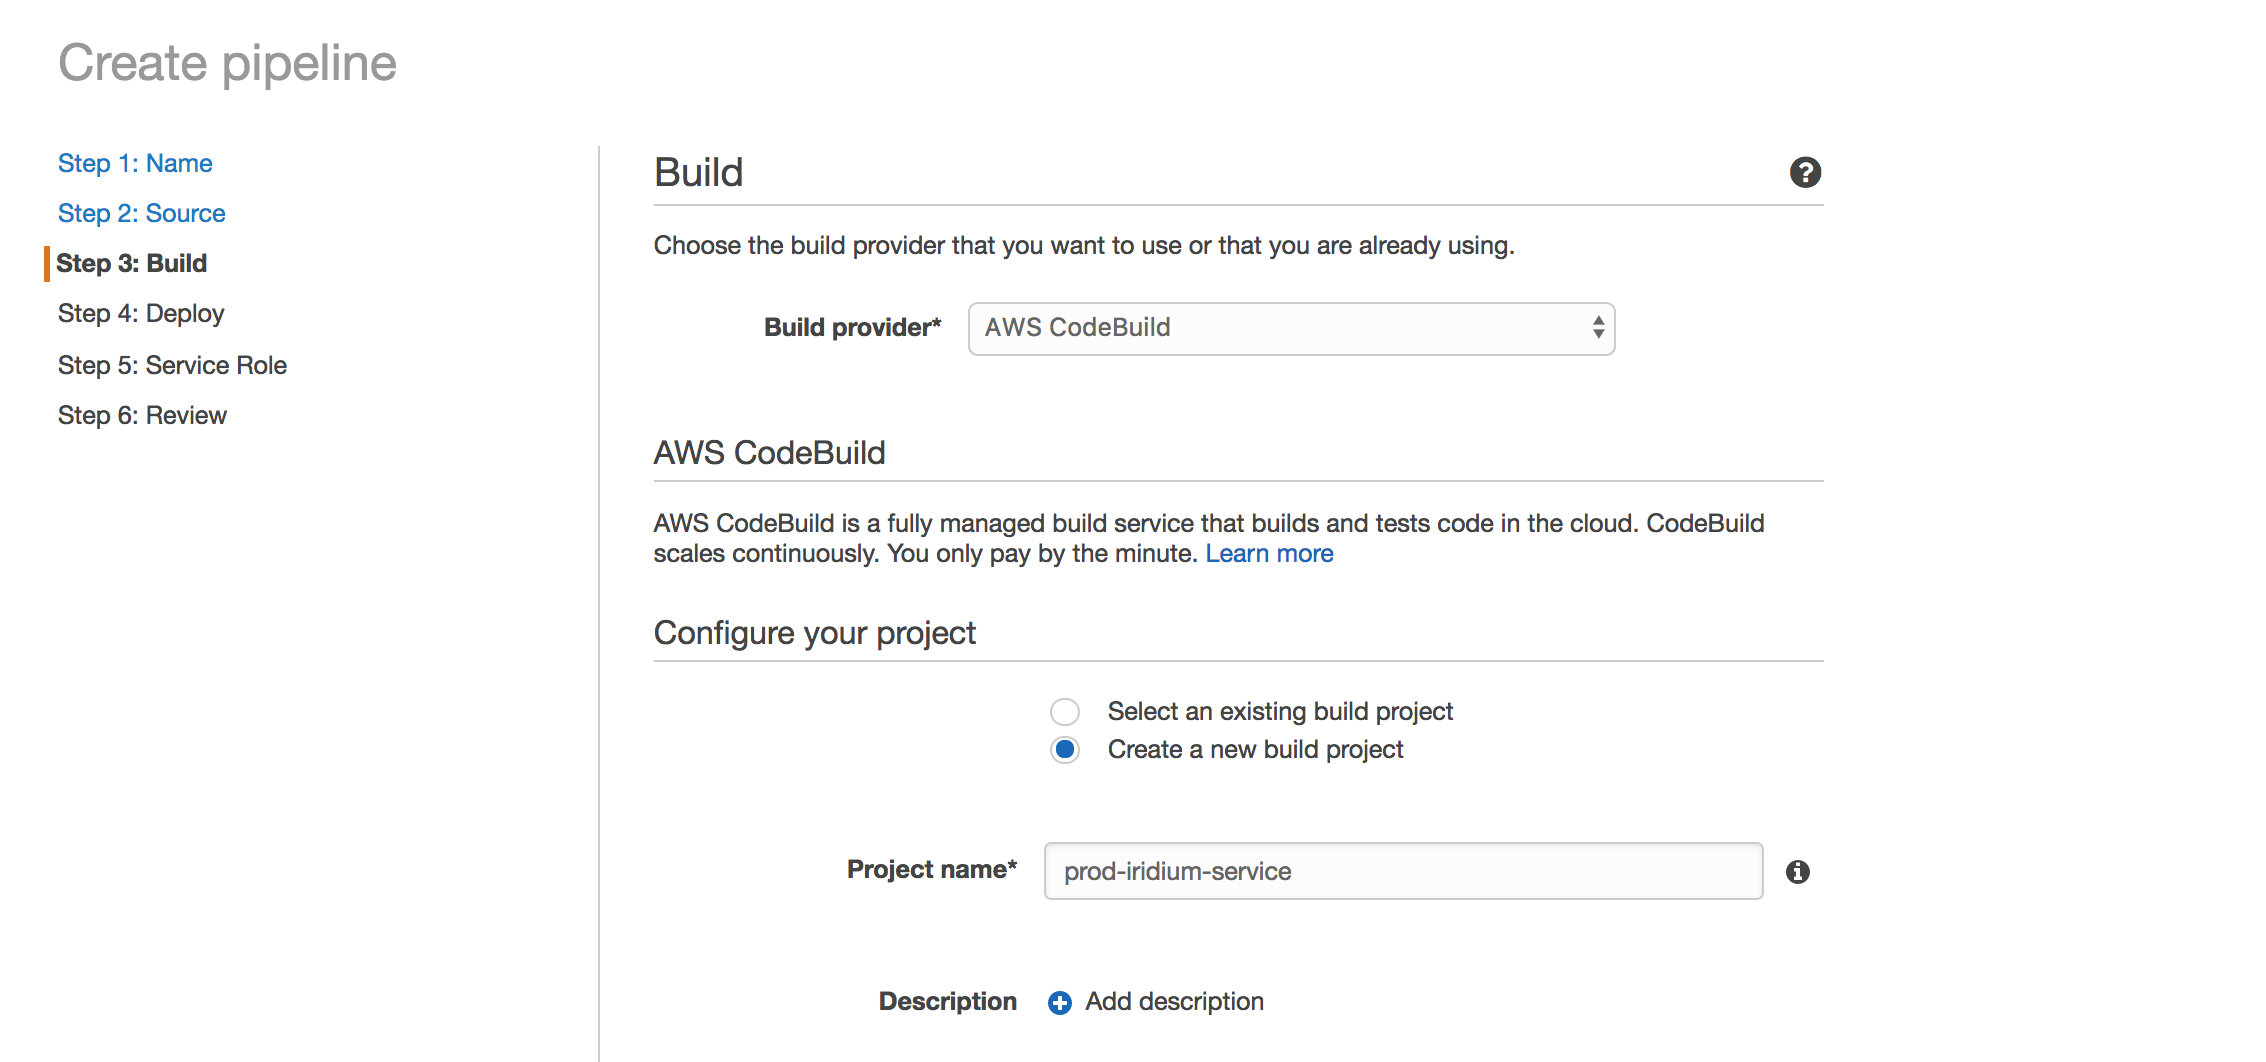 Create pipeline
Step 1: Name
Step 2: Source
Step 3: Build
Step 4: Deploy
Step 5: Service Role
Step 6: Review
Build
Choose the build provider that you want to use or that you are already using.
Build provider* AWS CodeBuild
AWS CodeBuild
AWS CodeBuild is a fully managed build service that builds and tests code in the cloud. CodeBuild
scales continuously. You only pay by the minute. Learn more
Configure your project
Select an existing build project
Create a new build project
Project name* prod-iridium-service
Description Add description